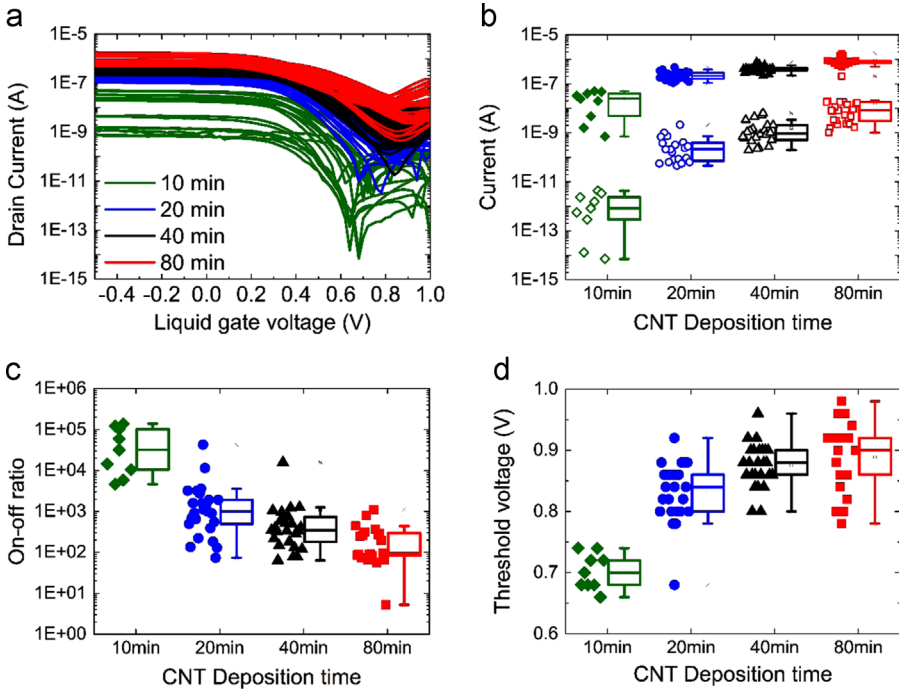 a
Drain Current (A)
1E-5
1E-7
1E-9
1E-11
1E-13
1E-15
10 min
20 min
40 min
80 min
-0.4 -0.2 0.0 0.2 0.4 0.6 0.8 1.0
Liquid gate voltage (V)
b
Current (A)
1E-5
1E-7
1E-9
1E-11
1E-13
1E-15
10min 20min 40min 80min
CNT Deposition time
c
On-off ratio
1E+06
1E+05
1E+04
1E+03
1E+02
1E+01
1E+00
10min 20min 40min 80min
CNT Deposition time
d
Threshold voltage (V)
1.0
0.9
0.8
0.7
0.6
10min 20min 40min 80min
CNT Deposition time